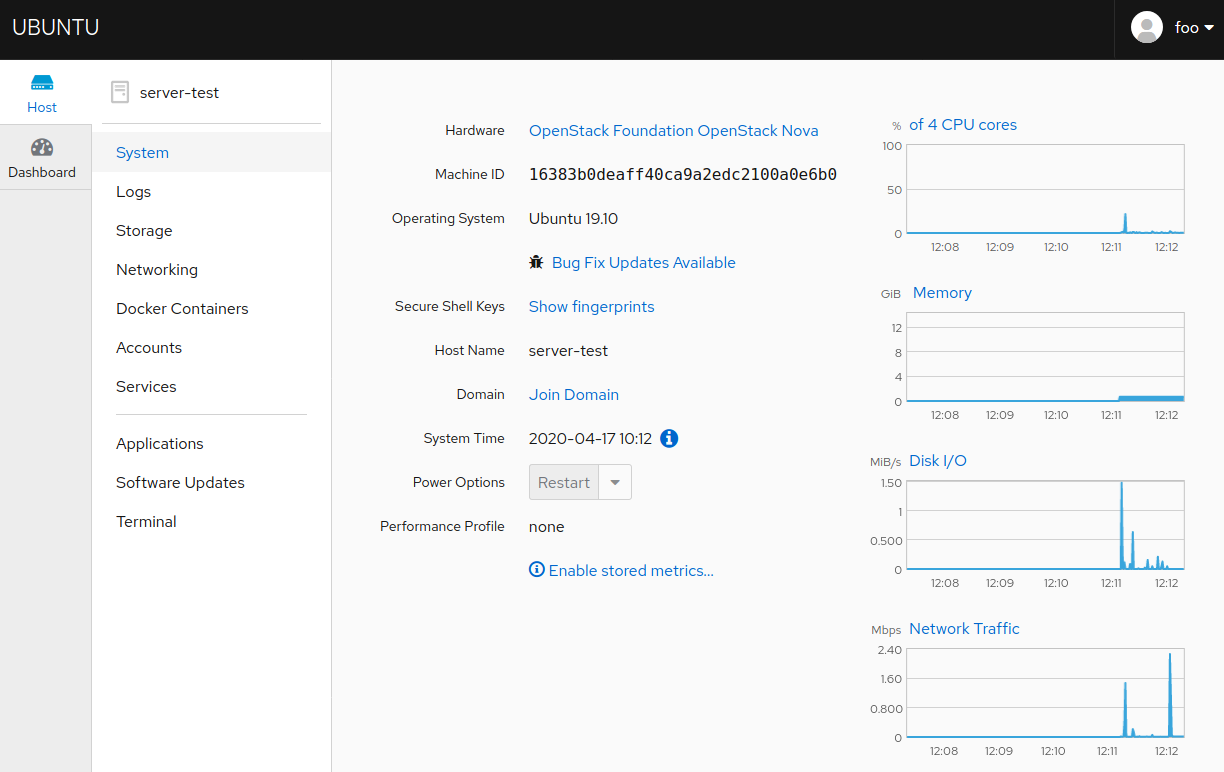 UBUNTU
foo
Host
Dashboard
server-test
System
Logs
Storage
Networking
Docker Containers
Accounts
Services
Applications
Software Updates
Terminal
Hardware OpenStack Foundation OpenStack Nova
Machine ID 16383b0deaff40ca9a2edc2100a0e6b0
Operating System Ubuntu 19.10
Bug Fix Updates Available
Secure Shell Keys Show fingerprints
Host Name server-test
Domain Join Domain
System Time 2020-04-17 10:12
Power Options Restart
Performance Profile none
Enable stored metrics...
% of 4 CPU cores
100
50
0
12:08 12:09 12:10 12:11 12:12
GiB Memory
12
8
4
0
12:08 12:09 12:10 12:11 12:12
MiB/s Disk I/O
1.50
1
0.500
0
12:08 12:09 12:10 12:11 12:12
Mbps Network Traffic
2.40
1.60
0.800
0
12:08 12:09 12:10 12:11 12:12